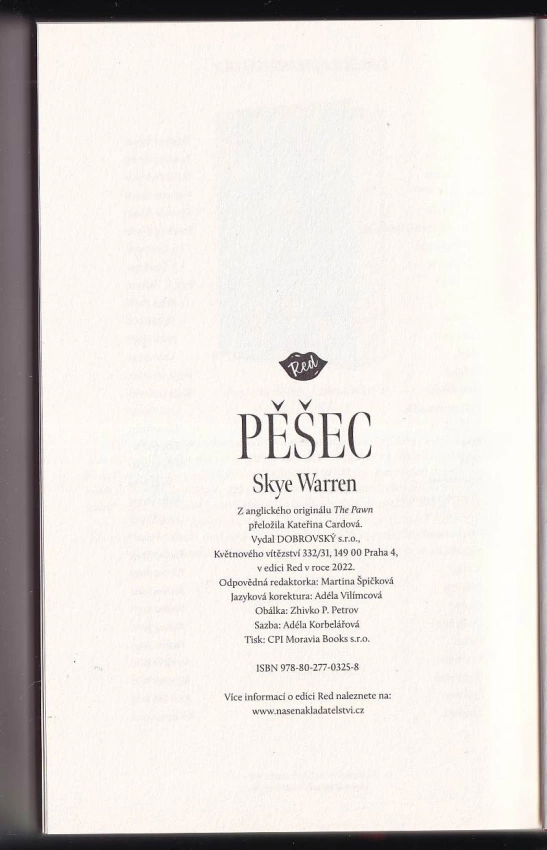 Red
PĚŠEC
Skye Warren
Z anglického originálu The Pawn
přeložila Kateřina Cardová.
Vydal DOBROVSKÝ s.r.o.,
Květnového vítězství 332/31, 149 00 Praha 4,
v edici Red v roce 2022.
Odpovědná redaktorka: Martina Špičková
Jazyková korektura: Adéla Vilímcová
Obálka: Zhivko P. Petrov
Sazba: Adéla Korbelářová
Tisk: CPI Moravia Books s.r.o.
ISBN 978-80-277-0325-8
Více informací o edici Red naleznete na:
www.nasenakladatelstvi.cz